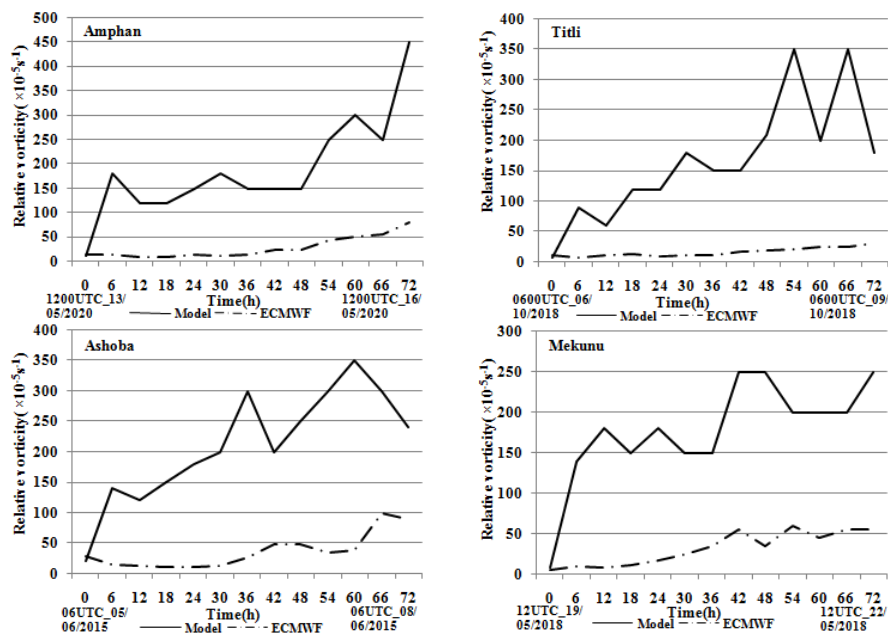 Amphan
Relative vorticity( ×10⁻⁵s⁻¹)
500
450
400
350
300
250
200
150
100
50
0
0 6 12 18 24 30 36 42 48 54 60 66 72
1200UTC_13/
05/2020
Time(h)
1200UTC_16/
05/2020
Model ECMWF
Titli
Relative vorticity( ×10⁻⁵s⁻¹)
400
350
300
250
200
150
100
50
0
0 6 12 18 24 30 36 42 48 54 60 66 72
0600UTC_06/
10/2018
Time(h)
0600UTC_09/
10/2018
Model ECMWF
Ashoba
Relative vorticity( ×10⁻⁵s⁻¹)
400
350
300
250
200
150
100
50
0
0 6 12 18 24 30 36 42 48 54 60 66 72
06UTC_05/
06/2015
Time(h)
06UTC_08/
06/2015
Model ECMWF
Mekunu
Relative vorticity( ×10⁻⁵s⁻¹)
300
250
200
150
100
50
0
0 6 12 18 24 30 36 42 48 54 60 66 72
12UTC_19/
05/2018
Time(h)
12UTC_22/
05/2018
Model ECMWF